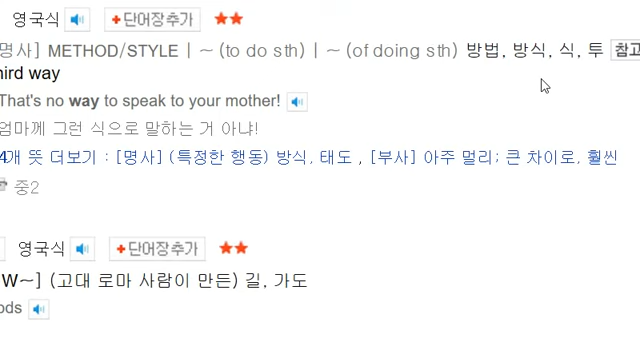 영국식 +단어장추가
명사] METHOD/STYLE | ~ (to do sth) | ~ (of doing sth) 방법, 방식, 식, 투 참고
hird way
That's no way to speak to your mother!
엄마께 그런 식으로 말하는 거 아냐!
4개 뜻 더보기 : [명사] (특정한 행동) 방식, 태도 , [부사] 아주 멀리; 큰 차이로, 훨씬
중2
영국식 +단어장추가
W~] (고대 로마 사람이 만든) 길, 가도
ods